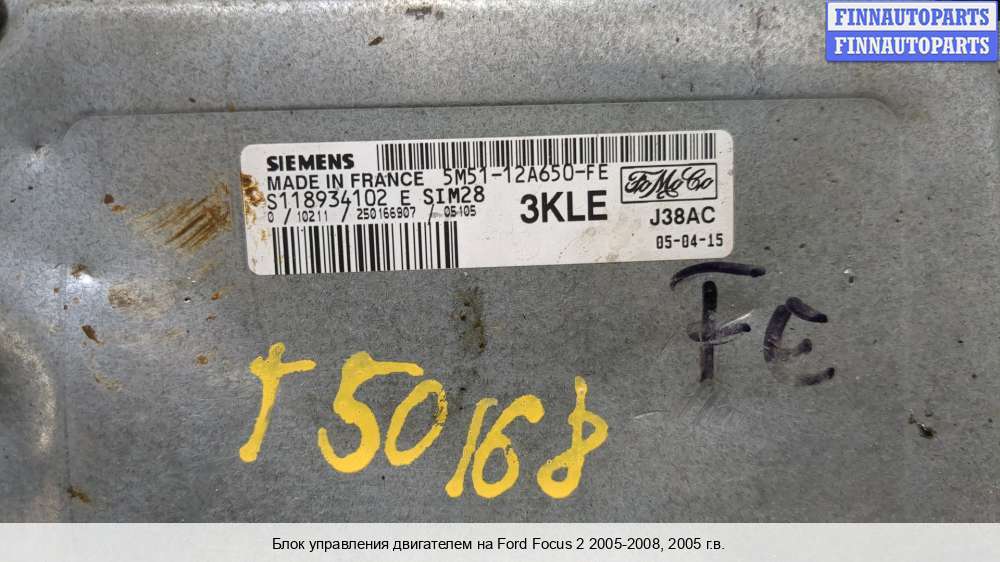 FINNAUTOPARTS
FINNAUTOPARTS
SIEMENS
MADE IN FRANCE 5M51-12A650-FE
S118934102 E SIM28
0 / 10211 / 250166907 / 05105
3KLE
FoMoCo
J38AC
05-04-15
FE
T50168
Блок управления двигателем на Ford Focus 2 2005-2008, 2005 г.в.